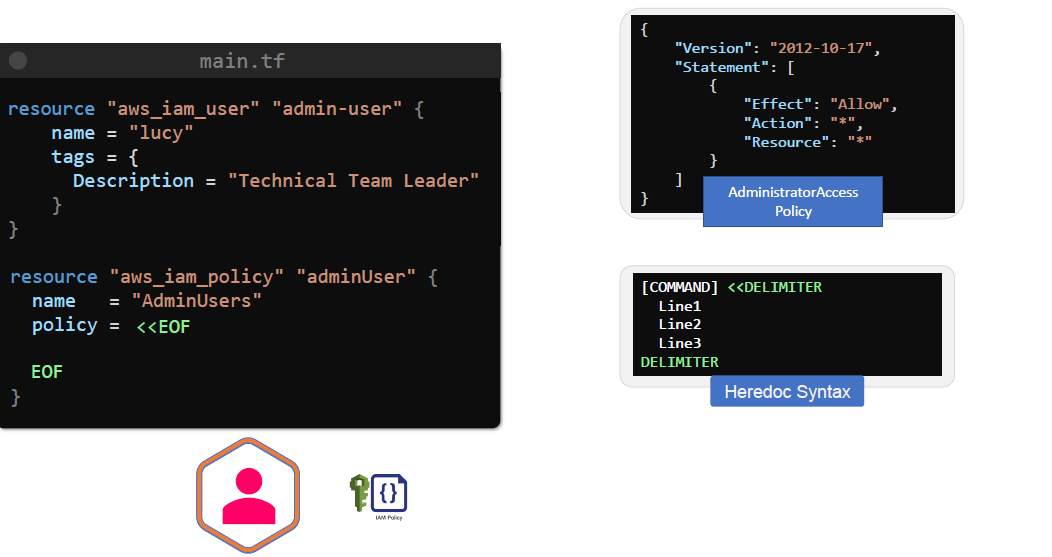 main.tf
resource "aws_iam_user" "admin-user" {
name = "lucy"
tags = {
Description = "Technical Team Leader"
}
}
resource "aws_iam_policy" "adminUser" {
name = "AdminUsers"
policy = <<EOF
EOF
}
{
"Version": "2012-10-17",
"Statement": [
{
"Effect": "Allow",
"Action": "*",
"Resource": "*"
}
]
}
AdministratorAccess
Policy
[COMMAND] <<DELIMITER
Line1
Line2
Line3
DELIMITER
Heredoc Syntax
{}
IAM Policy